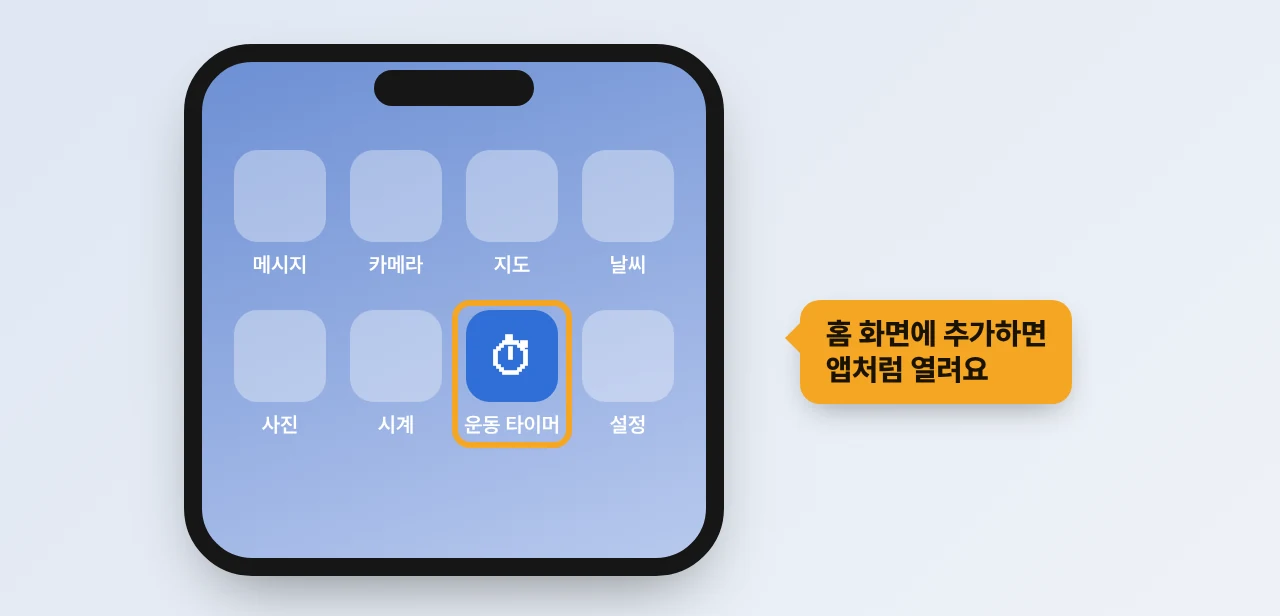 메시지
카메라
지도
날씨
사진
시계
운동 타이머
설정
홈 화면에 추가하면
앱처럼 열려요